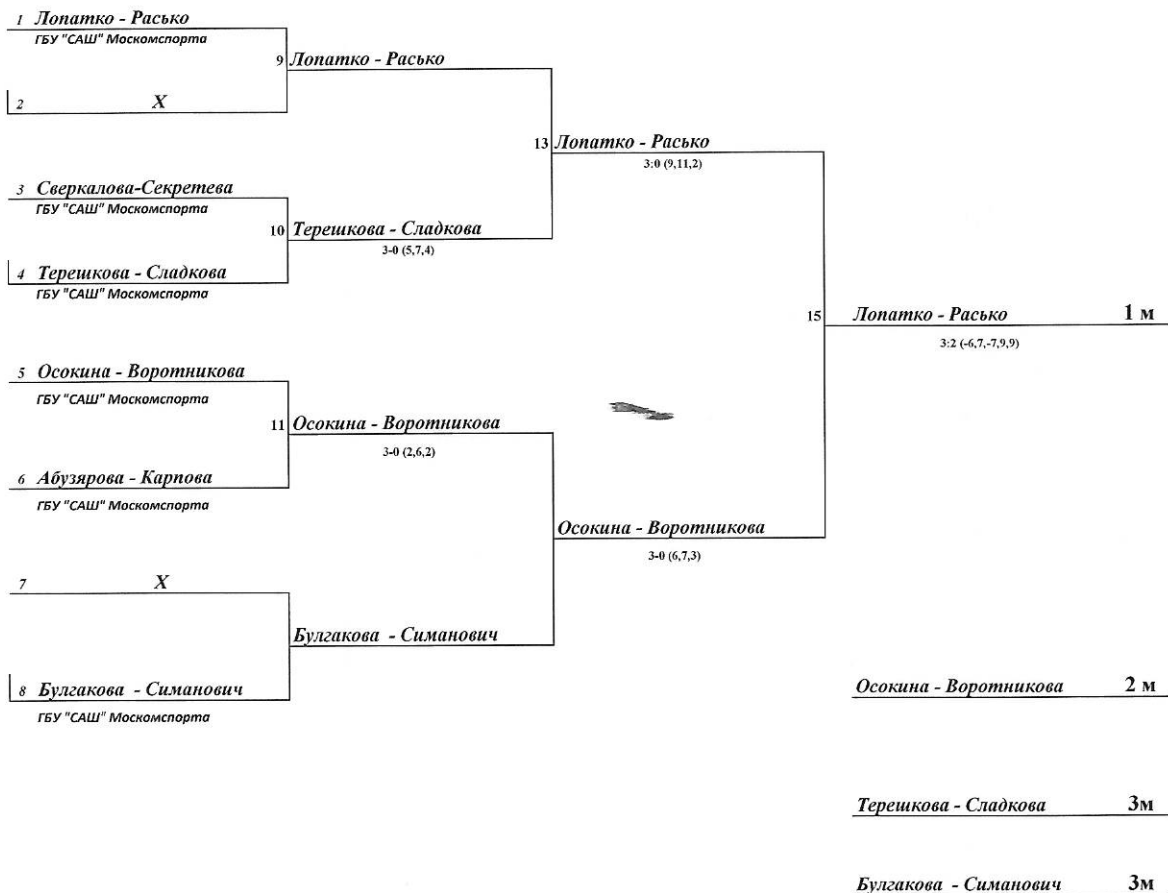 1 Лопатко - Расько
ГБУ "САШ" Москомспорта
9 Лопатко - Расько
2 X
13 Лопатко - Расько
3:0 (9,11,2)
3 Сверкалова-Секретева
ГБУ "САШ" Москомспорта
10 Терешкова - Сладкова
3-0 (5,7,4)
4 Терешкова - Сладкова
ГБУ "САШ" Москомспорта
15 Лопатко - Расько 1 м
3:2 (-6,7,-7,9,9)
5 Осокина - Воротникова
ГБУ "САШ" Москомспорта
11 Осокина - Воротникова
3-0 (2,6,2)
6 Абузярова - Карпова
ГБУ "САШ" Москомспорта
Осокина - Воротникова
3-0 (6,7,3)
7 X
Булгакова - Симанович
8 Булгакова - Симанович
ГБУ "САШ" Москомспорта
Осокина - Воротникова 2 м
Терешкова - Сладкова 3м
Булгакова - Симанович 3м